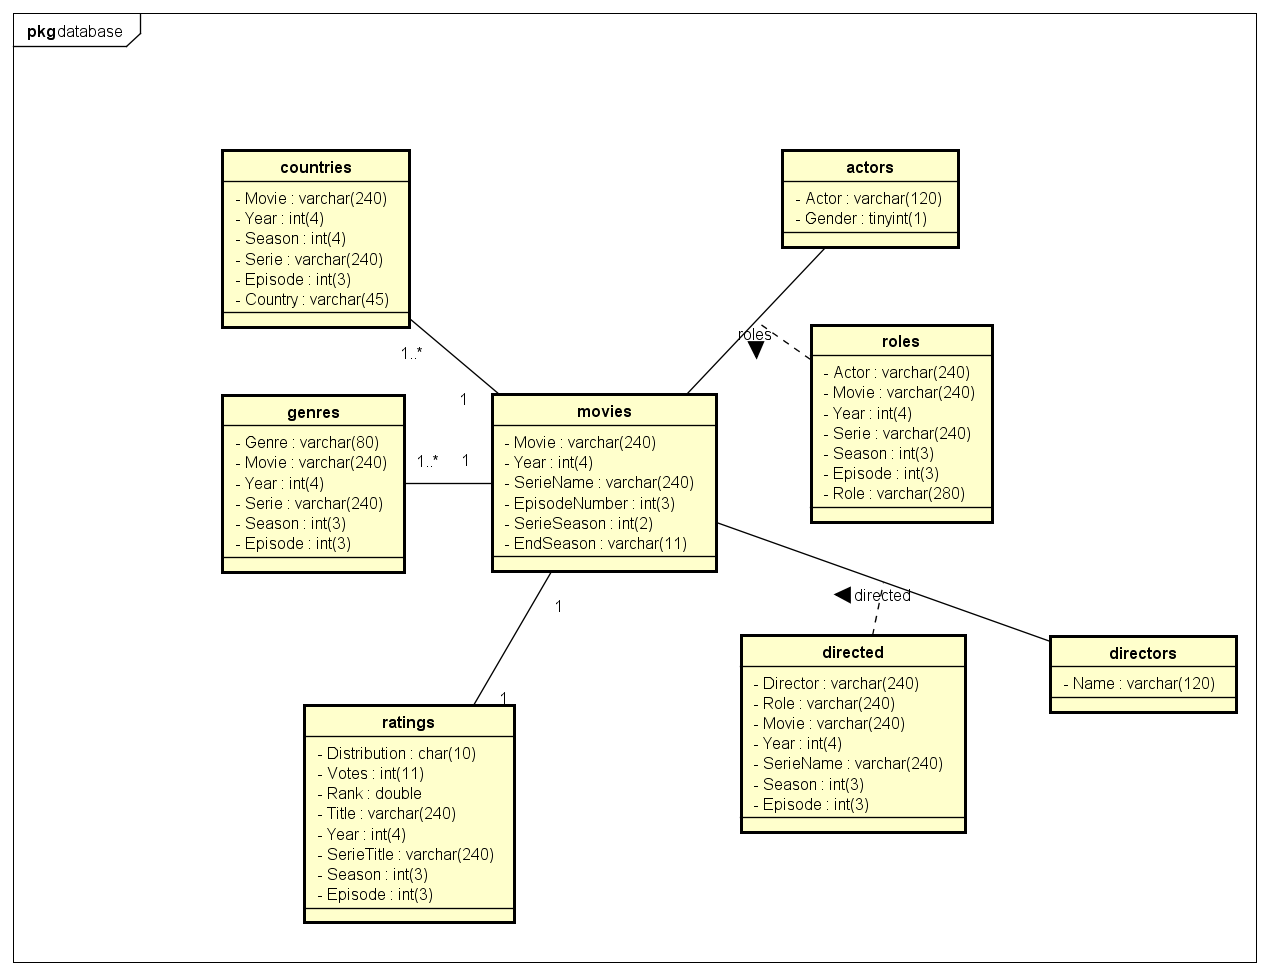 pkg database
countries
- Movie : varchar(240)
- Year : int(4)
- Season : int(4)
- Serie : varchar(240)
- Episode : int(3)
- Country : varchar(45)
actors
- Actor : varchar(120)
- Gender : tinyint(1)
1..*
1
roles
roles
- Actor : varchar(240)
- Movie : varchar(240)
- Year : int(4)
- Serie : varchar(240)
- Season : int(3)
- Episode : int(3)
- Role : varchar(280)
genres
- Genre : varchar(80)
- Movie : varchar(240)
- Year : int(4)
- Serie : varchar(240)
- Season : int(3)
- Episode : int(3)
1..*
1
movies
- Movie : varchar(240)
- Year : int(4)
- SerieName : varchar(240)
- EpisodeNumber : int(3)
- SerieSeason : int(2)
- EndSeason : varchar(11)
1
1
directed
directed
- Director : varchar(240)
- Role : varchar(240)
- Movie : varchar(240)
- Year : int(4)
- SerieName : varchar(240)
- Season : int(3)
- Episode : int(3)
directors
- Name : varchar(120)
ratings
- Distribution : char(10)
- Votes : int(11)
- Rank : double
- Title : varchar(240)
- Year : int(4)
- SerieTitle : varchar(240)
- Season : int(3)
- Episode : int(3)